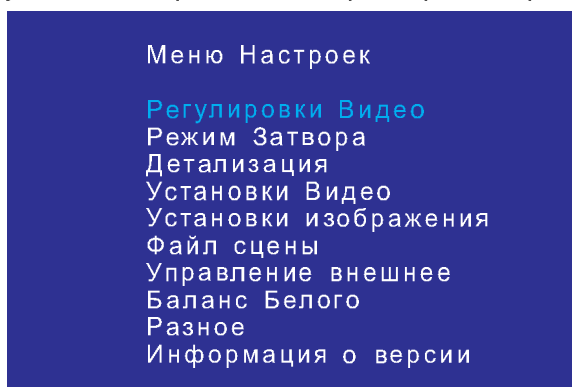 Меню Настроек
Регулировки Видео
Режим Затвора
Детализация
Установки Видео
Установки изображения
Файл сцены
Управление внешнее
Баланс Белого
Разное
Информация о версии